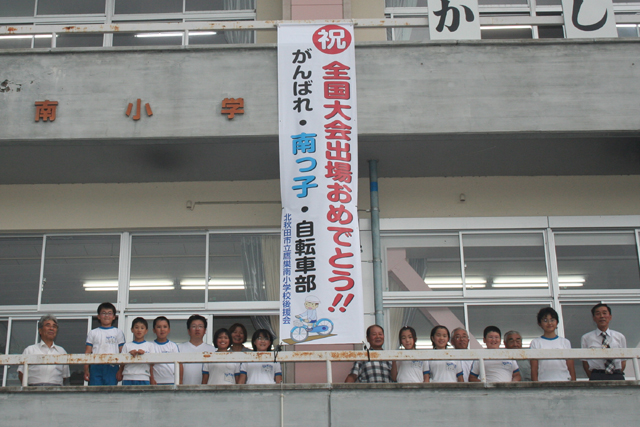 かし
南小学
祝
全国大会出場おめでとう!!
がんばれ・南っ子・自転車部
北秋田市立鷹巣南小学校後援会